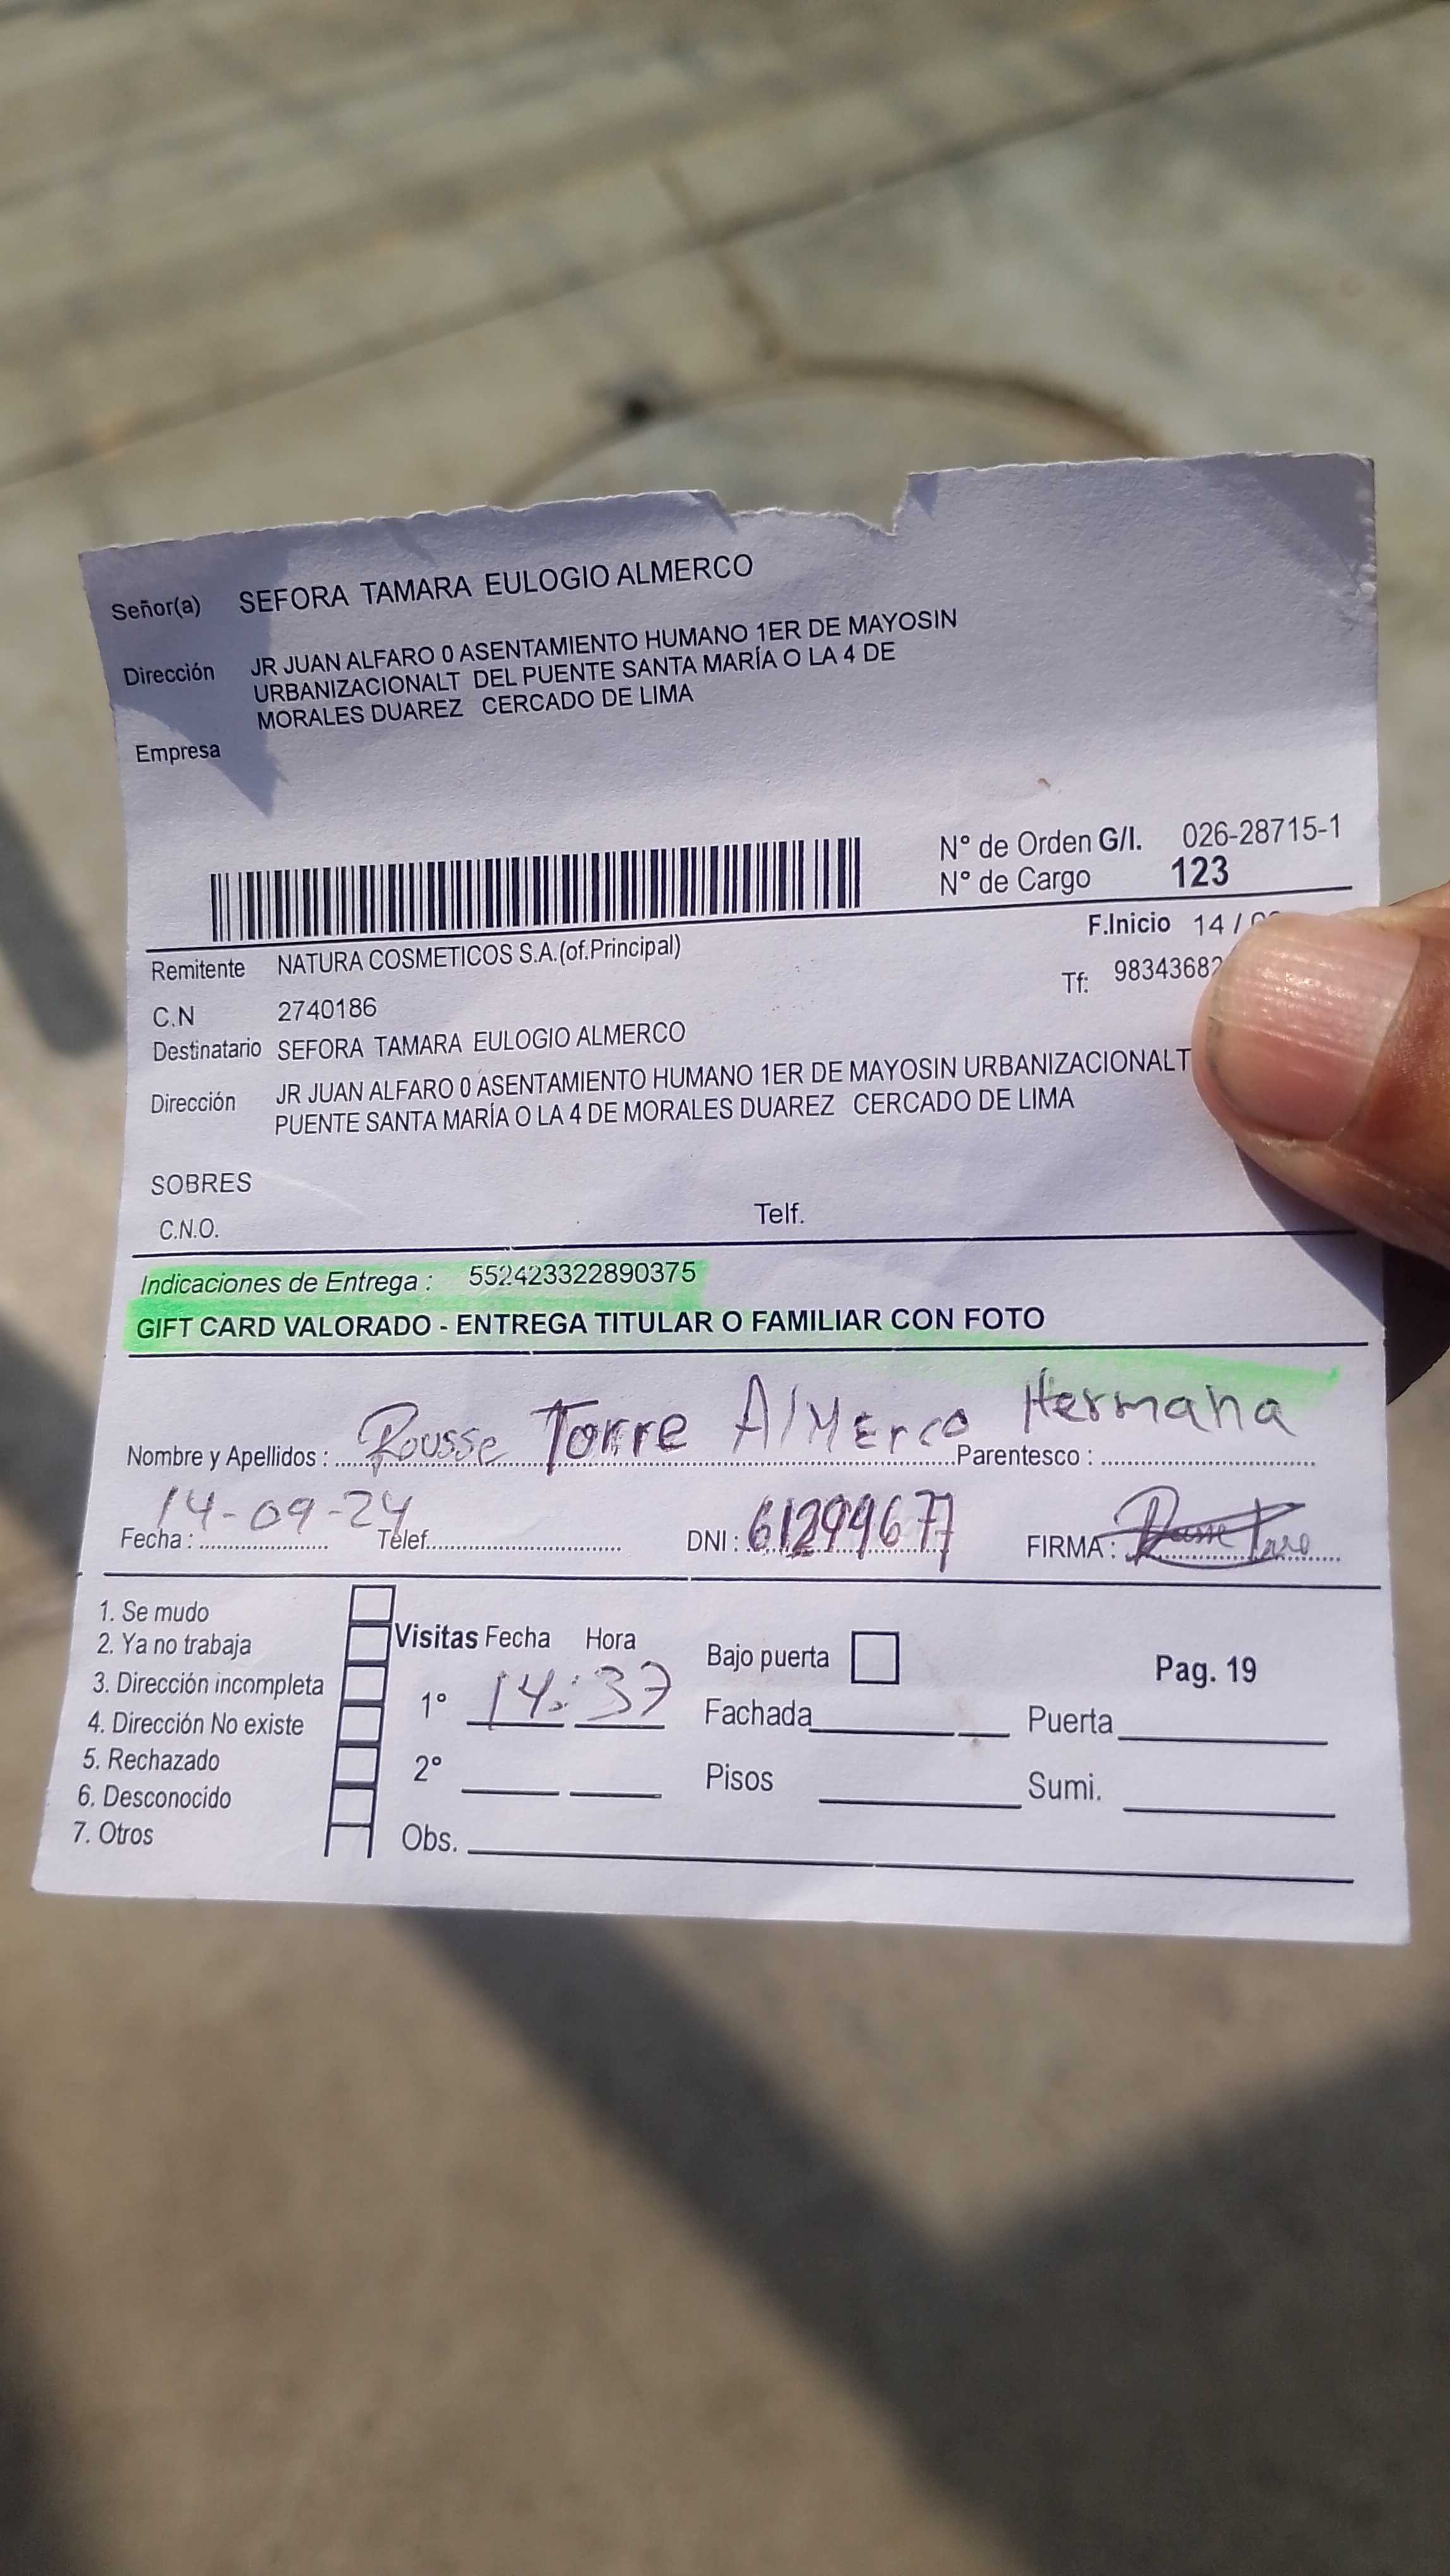 Señor(a) SEFORA TAMARA EULOGIO ALMERCO
Dirección JR JUAN ALFARO 0 ASENTAMIENTO HUMANO 1ER DE MAYOSIN
URBANIZACIONALT DEL PUENTE SANTA MARÍA O LA 4 DE
MORALES DUAREZ CERCADO DE LIMA
Empresa
N° de Orden G/I. 026-28715-1
N° de Cargo 123
F.Inicio 14 /
Remitente NATURA COSMETICOS S.A.(of.Principal)
Tf: 98343682
C.N 2740186
Destinatario SEFORA TAMARA EULOGIO ALMERCO
Dirección JR JUAN ALFARO 0 ASENTAMIENTO HUMANO 1ER DE MAYOSIN URBANIZACIONALT
PUENTE SANTA MARÍA O LA 4 DE MORALES DUAREZ CERCADO DE LIMA
SOBRES
C.N.O. Telf.
Indicaciones de Entrega : 552423322890375
GIFT CARD VALORADO - ENTREGA TITULAR O FAMILIAR CON FOTO
Nombre y Apellidos : Rousse Torre AlMerco Parentesco : Hermana
Fecha : 14-09-24 Telef. DNI : 61299677 FIRMA :
1. Se mudo
2. Ya no trabaja
3. Dirección incompleta
4. Dirección No existe
5. Rechazado
6. Desconocido
7. Otros
Visitas Fecha Hora
1° 14:37
2°
Obs.
Bajo puerta
Fachada
Pisos
Pag. 19
Puerta
Sumi.